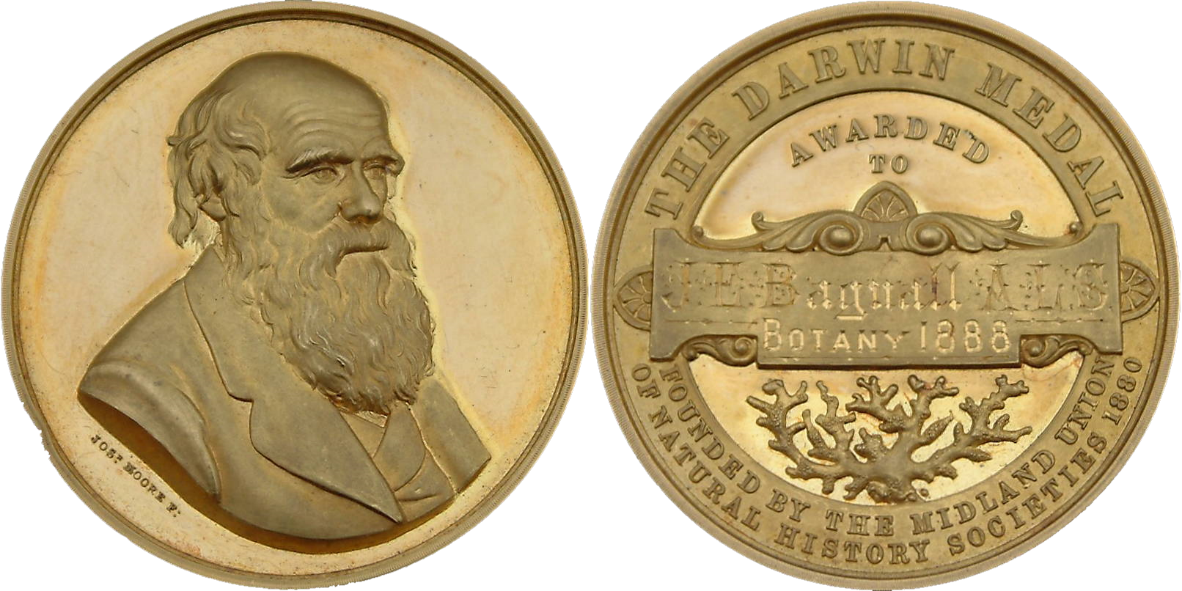 JOSH. MOORE F.
THE DARWIN MEDAL
AWARDED
TO
J.E. Bagnall A.L.S
BOTANY 1888
FOUNDED BY THE MIDLAND UNION
OF NATURAL HISTORY SOCIETIES 1880